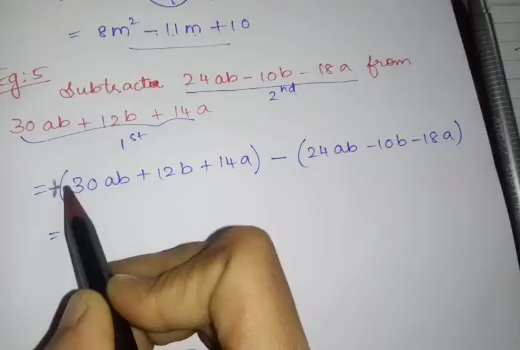 = 8m² - 11m + 10
Eg:5 Subtract 24ab - 10b - 18a from
2nd
30ab + 12b + 14a
1st
= +(30ab + 12b + 14a) - (24ab - 10b - 18a)
=